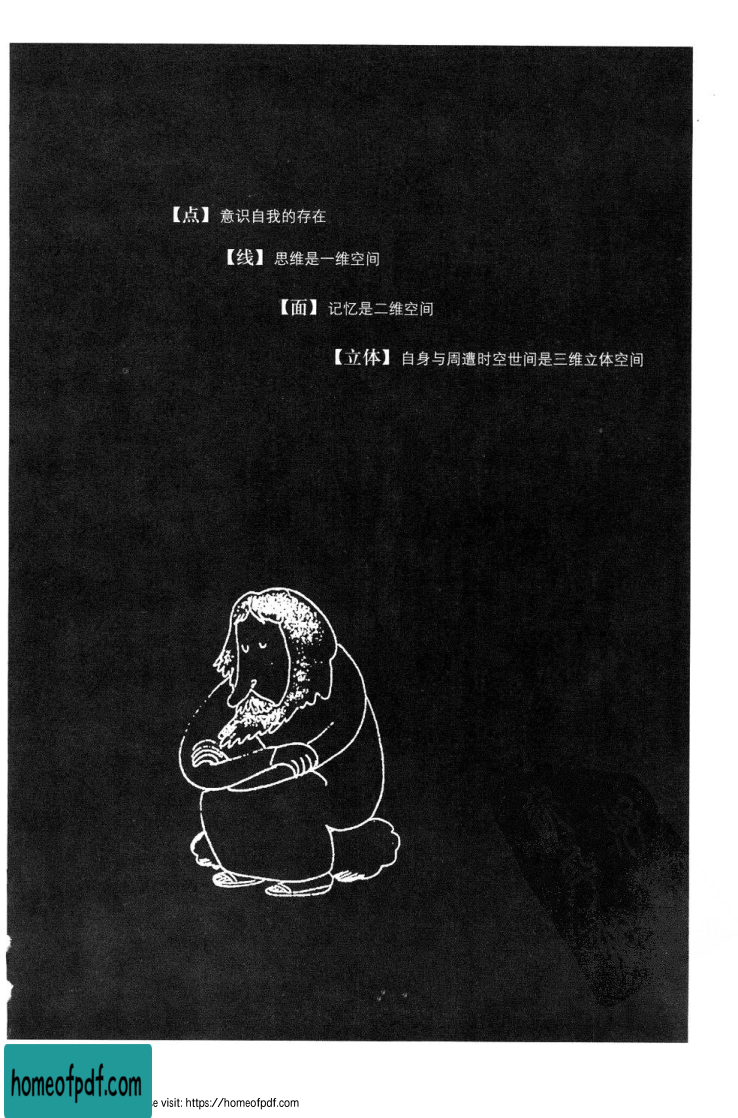 【点】意识自我的存在
【线】思维是一维空间
【面】记忆是二维空间
【立体】自身与周遭时空世间是三维立体空间
homeofpdf.com
e visit: https://homeofpdf.com